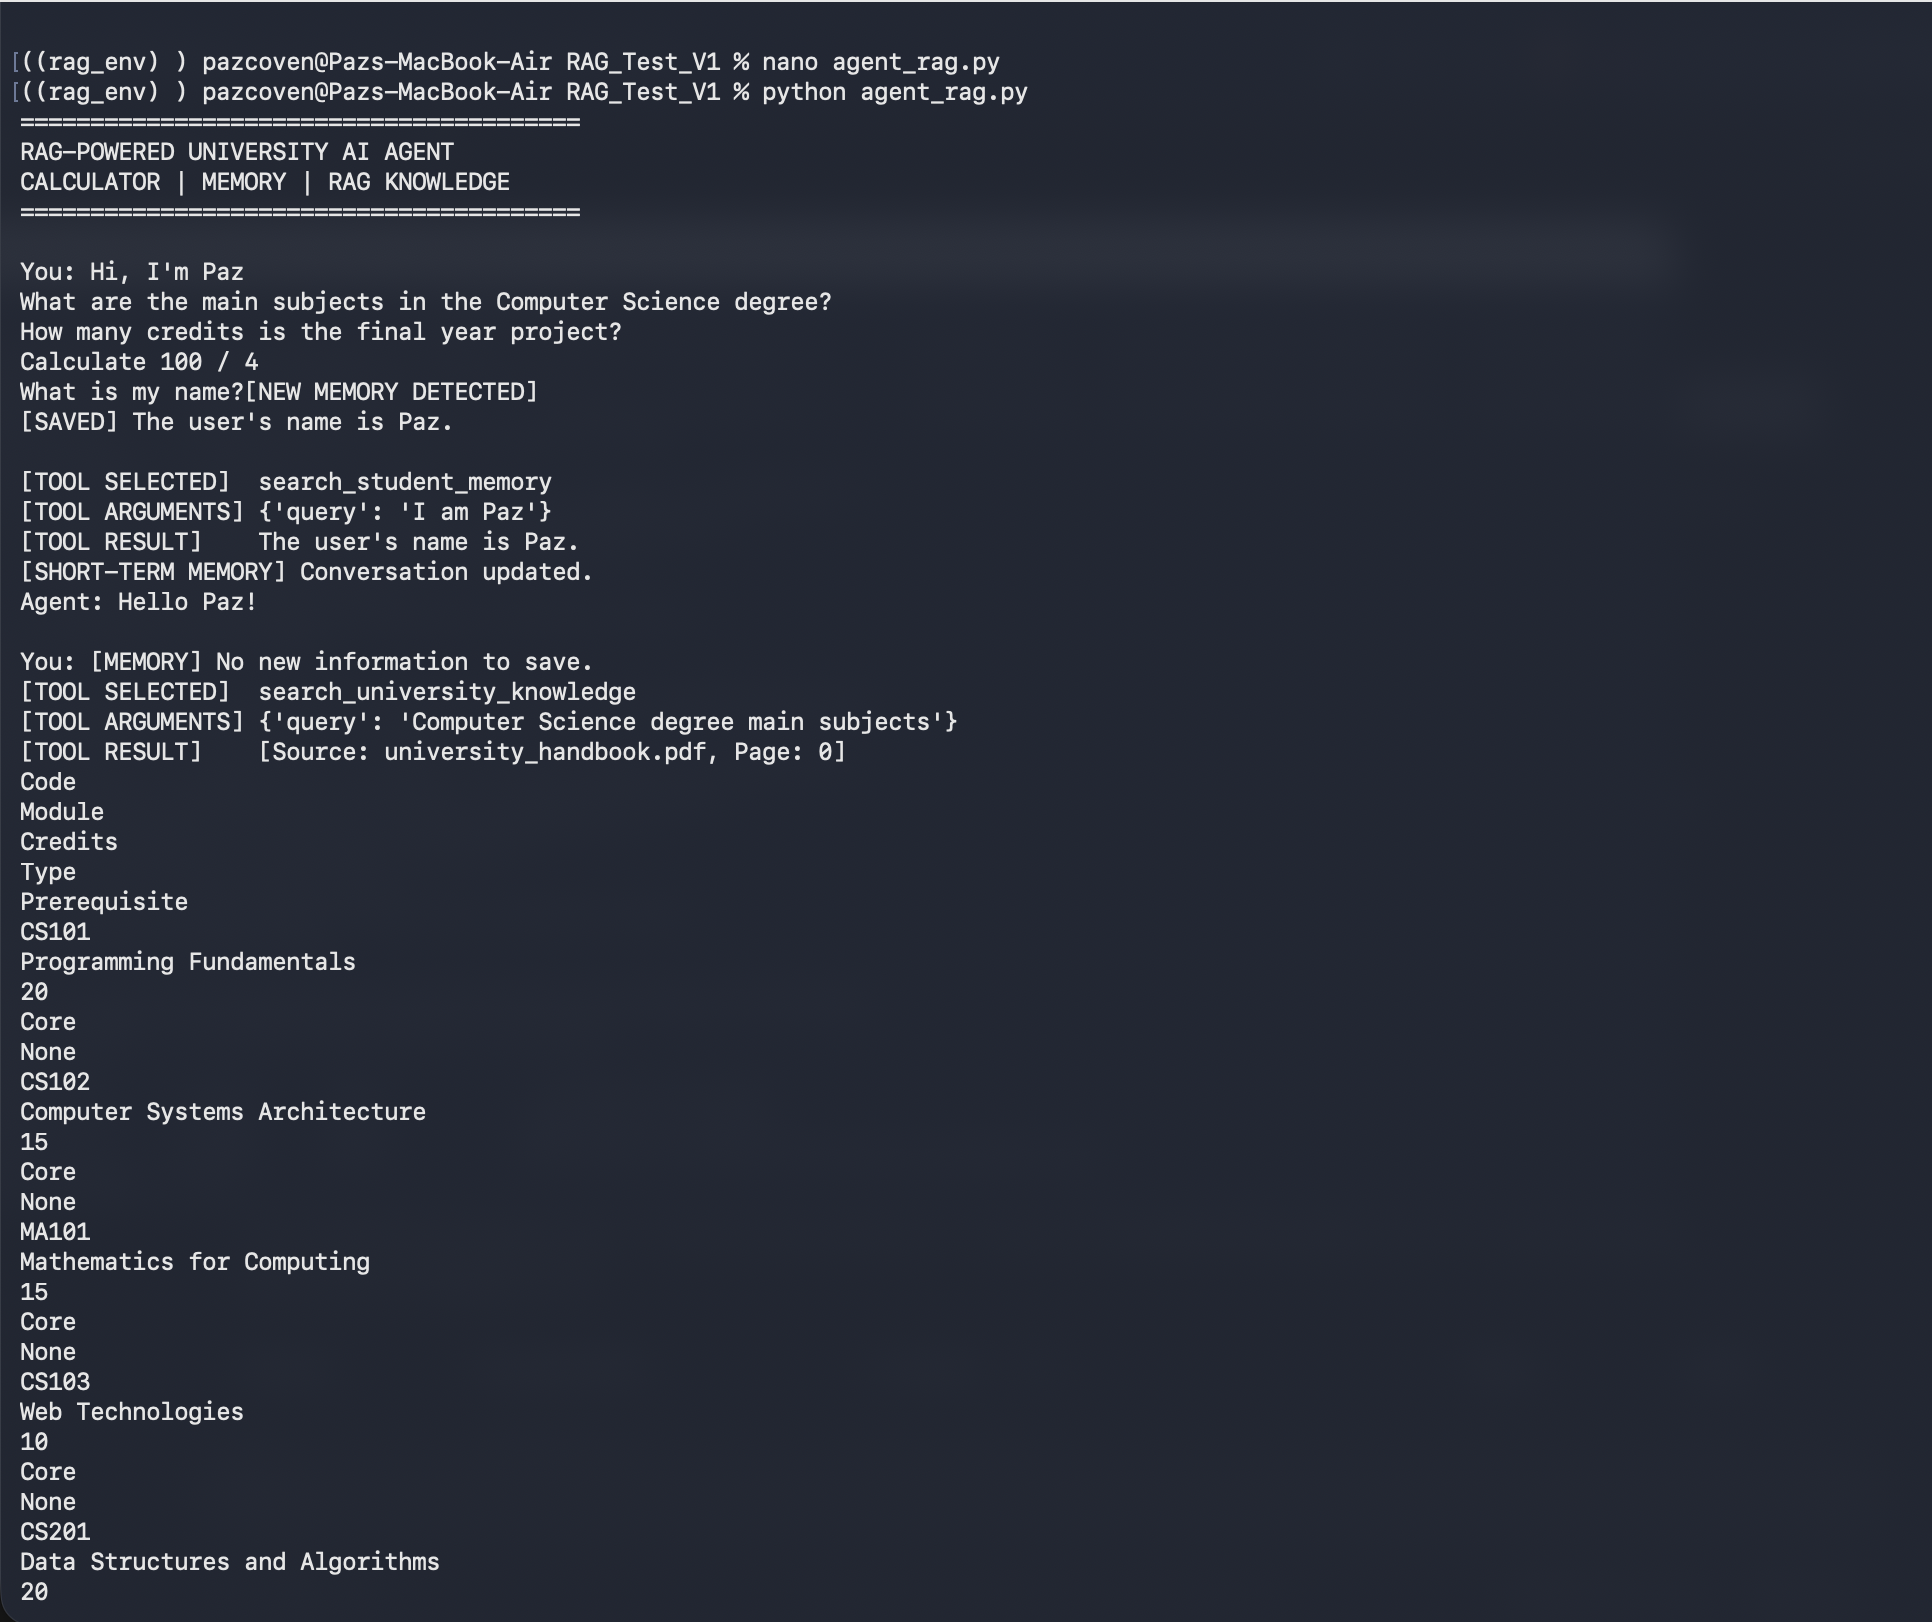 [((rag_env) ) pazcoven@Pazs-MacBook-Air RAG_Test_V1 % nano agent_rag.py
[((rag_env) ) pazcoven@Pazs-MacBook-Air RAG_Test_V1 % python agent_rag.py
========================================
RAG-POWERED UNIVERSITY AI AGENT
CALCULATOR | MEMORY | RAG KNOWLEDGE
========================================
You: Hi, I'm Paz
What are the main subjects in the Computer Science degree?
How many credits is the final year project?
Calculate 100 / 4
What is my name?[NEW MEMORY DETECTED]
[SAVED] The user's name is Paz.
[TOOL SELECTED]  search_student_memory
[TOOL ARGUMENTS] {'query': 'I am Paz'}
[TOOL RESULT]    The user's name is Paz.
[SHORT-TERM MEMORY] Conversation updated.
Agent: Hello Paz!
You: [MEMORY] No new information to save.
[TOOL SELECTED]  search_university_knowledge
[TOOL ARGUMENTS] {'query': 'Computer Science degree main subjects'}
[TOOL RESULT]    [Source: university_handbook.pdf, Page: 0]
Code
Module
Credits
Type
Prerequisite
CS101
Programming Fundamentals
20
Core
None
CS102
Computer Systems Architecture
15
Core
None
MA101
Mathematics for Computing
15
Core
None
CS103
Web Technologies
10
Core
None
CS201
Data Structures and Algorithms
20